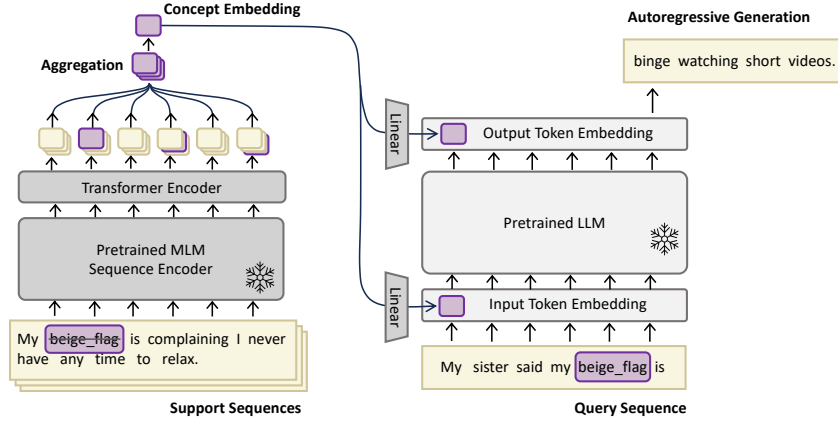 Concept Embedding
Aggregation
Transformer Encoder
Pretrained MLM
Sequence Encoder
My beige_flag is complaining I never
have any time to relax.
Support Sequences
Autoregressive Generation
binge watching short videos.
Linear
Output Token Embedding
Pretrained LLM
Linear
Input Token Embedding
My sister said my beige_flag is
Query Sequence